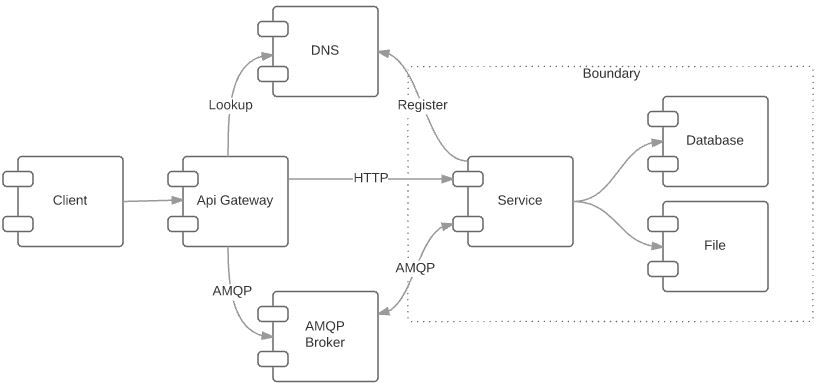 DNS
Boundary
Lookup
Register
Database
Client
Api Gateway
HTTP
Service
File
AMQP
AMQP
AMQP
Broker